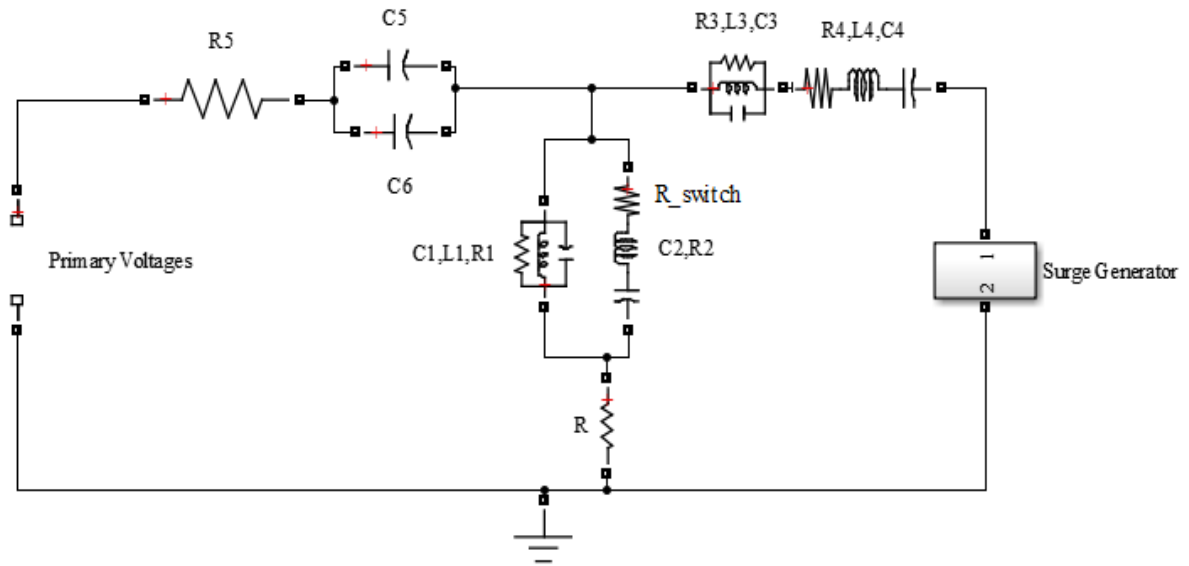 R5
C5
C6
R3,L3,C3
R4,L4,C4
R_switch
C1,L1,R1
C2,R2
Primary Voltages
1
2
Surge Generator
R